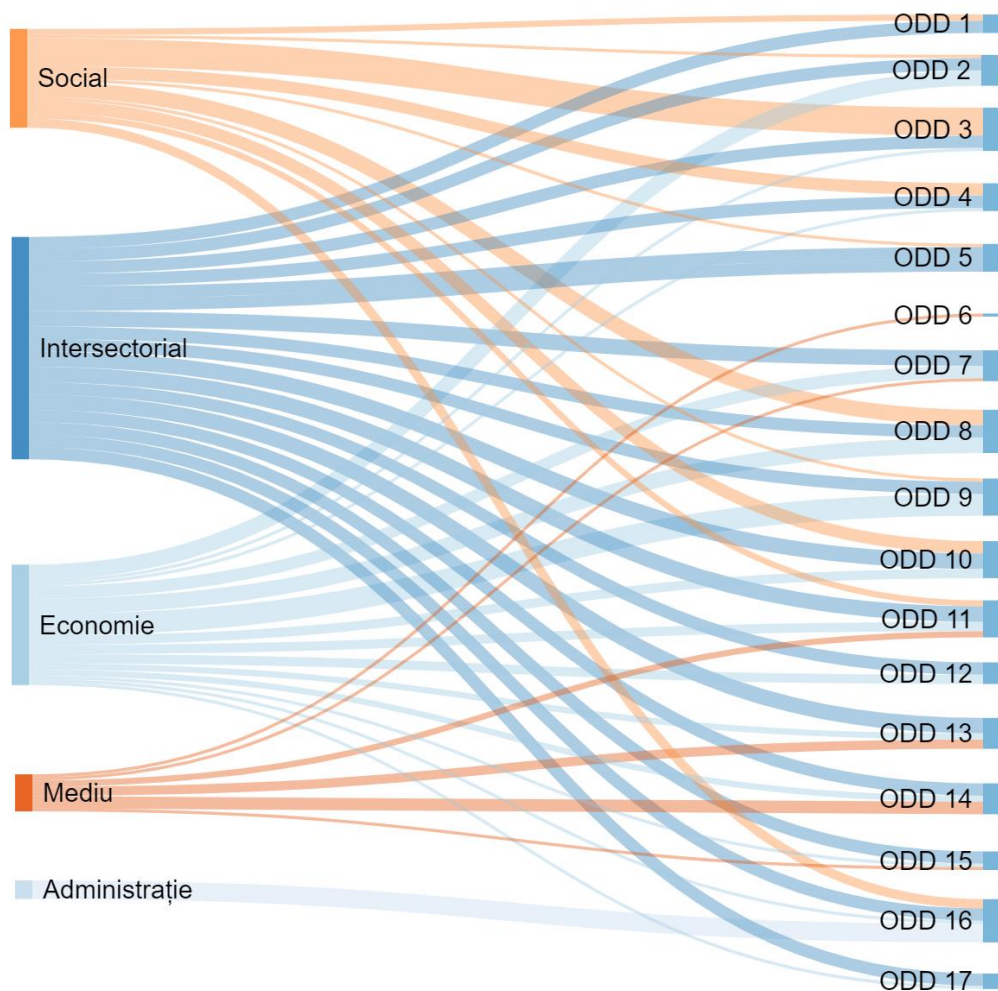 Social
Intersectorial
Economie
Mediu
Administrație
ODD 1
ODD 2
ODD 3
ODD 4
ODD 5
ODD 6
ODD 7
ODD 8
ODD 9
ODD 10
ODD 11
ODD 12
ODD 13
ODD 14
ODD 15
ODD 16
ODD 17